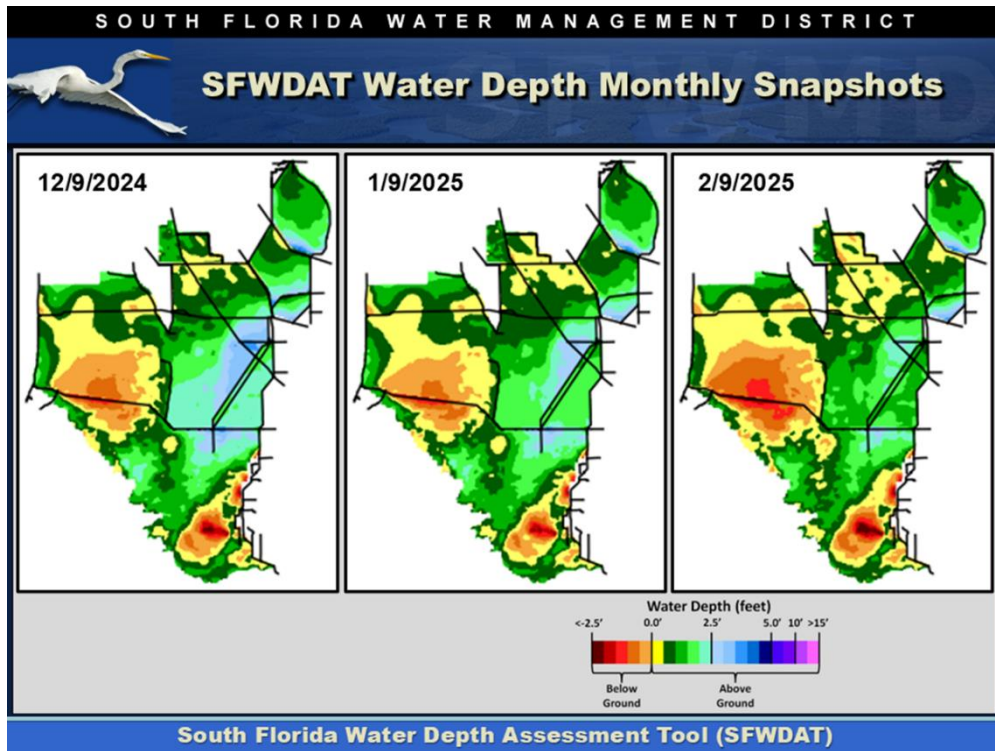 SOUTH FLORIDA WATER MANAGEMENT DISTRICT
SFWDAT Water Depth Monthly Snapshots
12/9/2024
1/9/2025
2/9/2025
Water Depth (feet)
<-2.5' 0.0' 2.5' 5.0' 10' >15'
Below Ground
Above Ground
South Florida Water Depth Assessment Tool (SFWDAT)